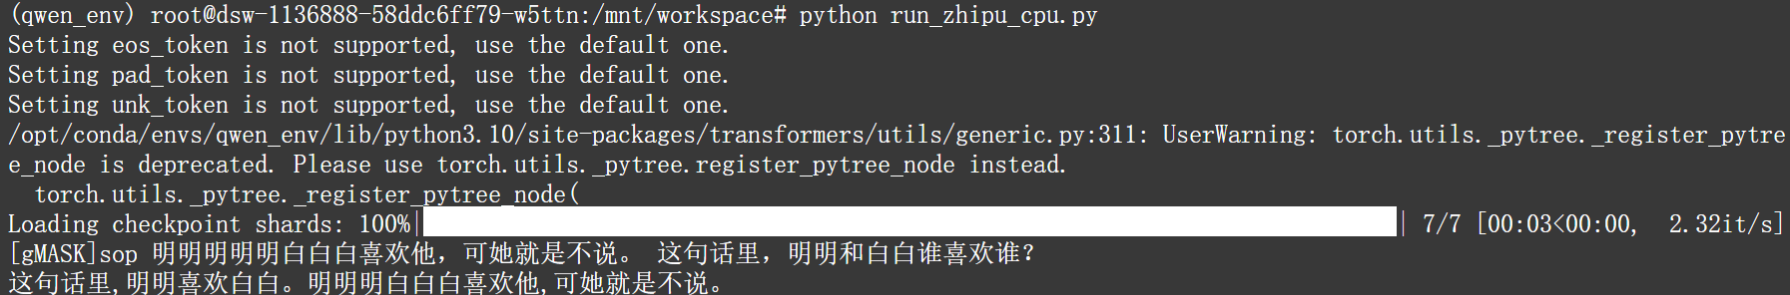 (qwen_env) root@dsw-1136888-58ddc6ff79-w5ttn:/mnt/workspace# python run_zhipu_cpu.py
Setting eos_token is not supported, use the default one.
Setting pad_token is not supported, use the default one.
Setting unk_token is not supported, use the default one.
/opt/conda/envs/qwen_env/lib/python3.10/site-packages/transformers/utils/generic.py:311: UserWarning: torch.utils._pytree._register_pytre
e_node is deprecated. Please use torch.utils._pytree.register_pytree_node instead.
  torch.utils._pytree._register_pytree_node(
Loading checkpoint shards: 100%| | 7/7 [00:03<00:00, 2.32it/s]
[gMASK]sop 明明明明明白白白喜欢他，可她就是不说。 这句话里，明明和白白谁喜欢谁？
这句话里,明明喜欢白白。明明明白白白喜欢他,可她就是不说。